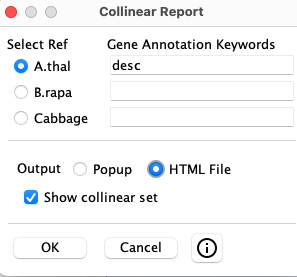 Collinear Report
Select Ref Gene Annotation Keywords
A.thal desc
B.rapa
Cabbage
Output Popup HTML File
Show collinear set
OK Cancel i